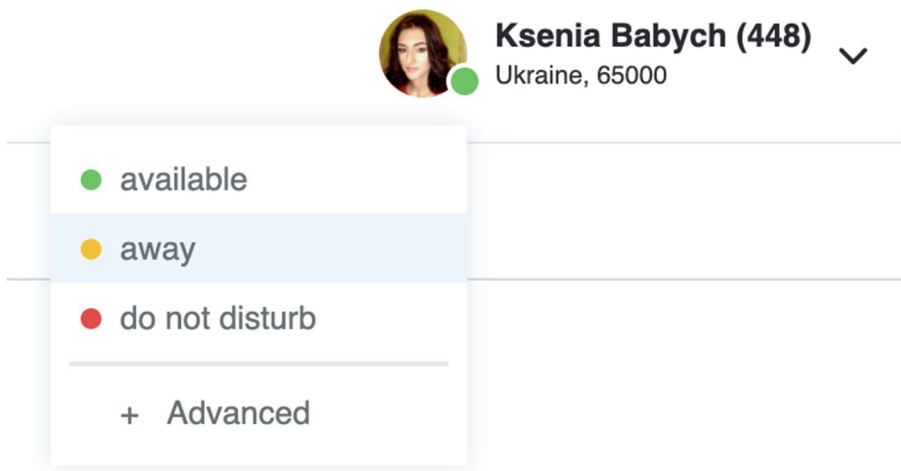 Ksenia Babych (448)
Ukraine, 65000
available
away
do not disturb
+ Advanced